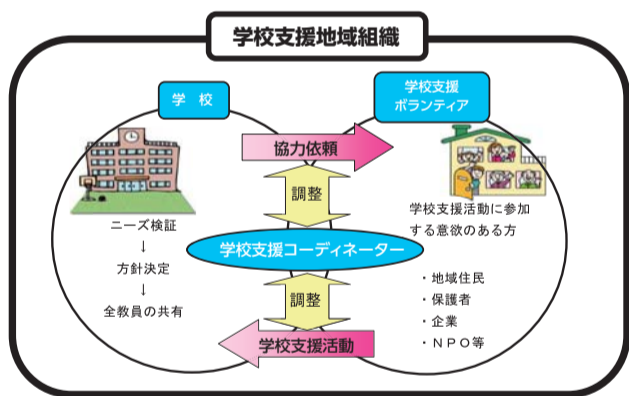 学校支援地域組織
学 校
学校支援
ボランティア
協力依頼
調整
ニーズ検証
↓
方針決定
↓
全教員の共有
学校支援活動に参加
する意欲のある方
学校支援コーディネーター
・地域住民
・保護者
・企業
・ＮＰＯ等
調整
学校支援活動